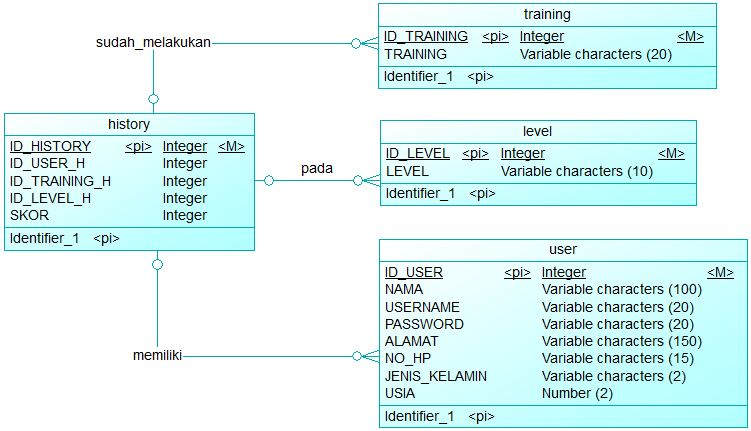 training
ID_TRAINING <pi> Integer <M>
TRAINING Variable characters (20)
Identifier_1 <pi>
sudah_melakukan
history
ID_HISTORY <pi> Integer <M>
ID_USER_H Integer
ID_TRAINING_H Integer
ID_LEVEL_H Integer
SKOR Integer
Identifier_1 <pi>
pada
level
ID_LEVEL <pi> Integer <M>
LEVEL Variable characters (10)
Identifier_1 <pi>
memiliki
user
ID_USER <pi> Integer <M>
NAMA Variable characters (100)
USERNAME Variable characters (20)
PASSWORD Variable characters (20)
ALAMAT Variable characters (150)
NO_HP Variable characters (15)
JENIS_KELAMIN Variable characters (2)
USIA Number (2)
Identifier_1 <pi>